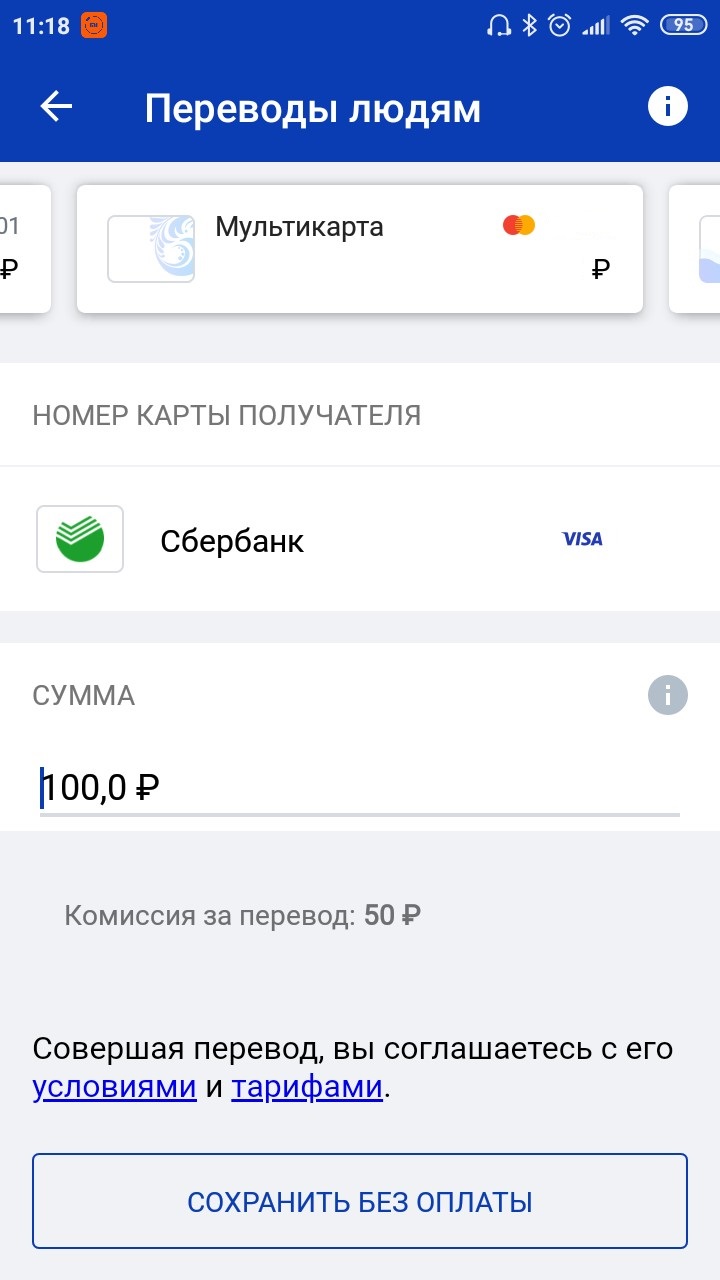 11:18
95
Переводы людям
01
₽
Мультикарта
₽
НОМЕР КАРТЫ ПОЛУЧАТЕЛЯ
Сбербанк
VISA
СУММА
100,0 ₽
Комиссия за перевод: 50 ₽
Совершая перевод, вы соглашаетесь с его
условиями и тарифами.
СОХРАНИТЬ БЕЗ ОПЛАТЫ